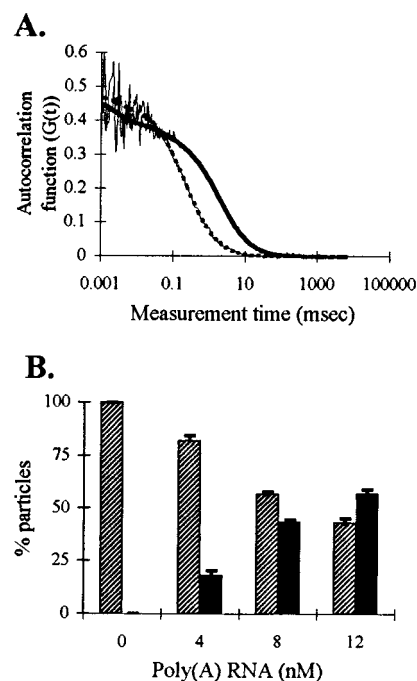 A.
Autocorrelation
function (G(t))
0.6
0.5
0.4
0.3
0.2
0.1
0
0.001 0.1 10 1000 100000
Measurement time (msec)
B.
% particles
100
75
50
25
0
0 4 8 12
Poly(A) RNA (nM)